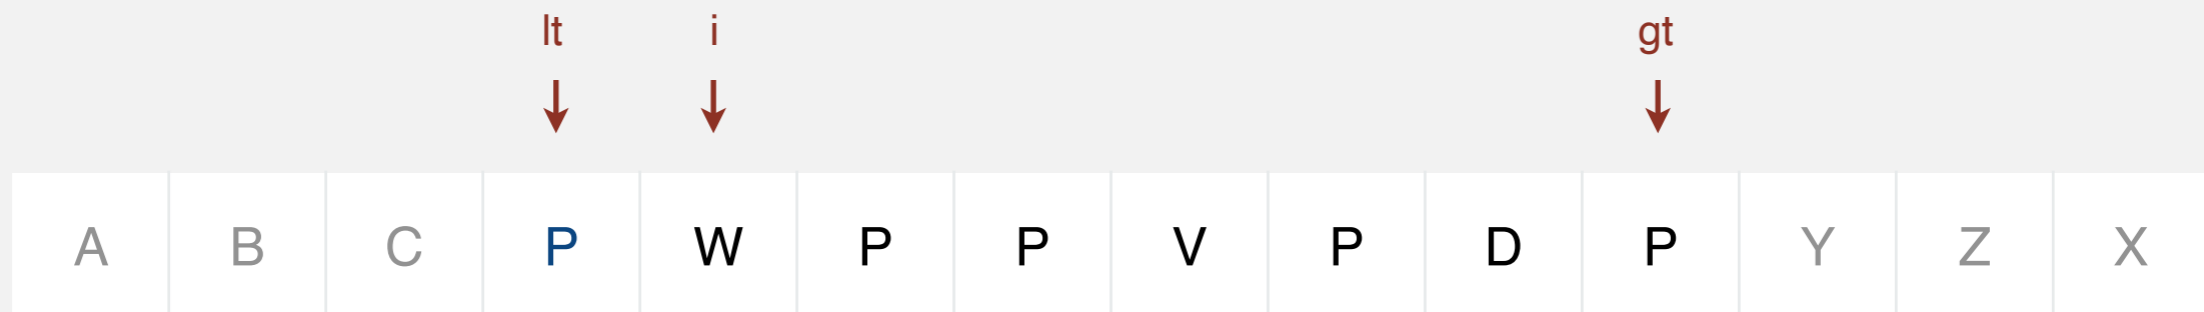 lt i gt
A B C P W P P V P D P Y Z X